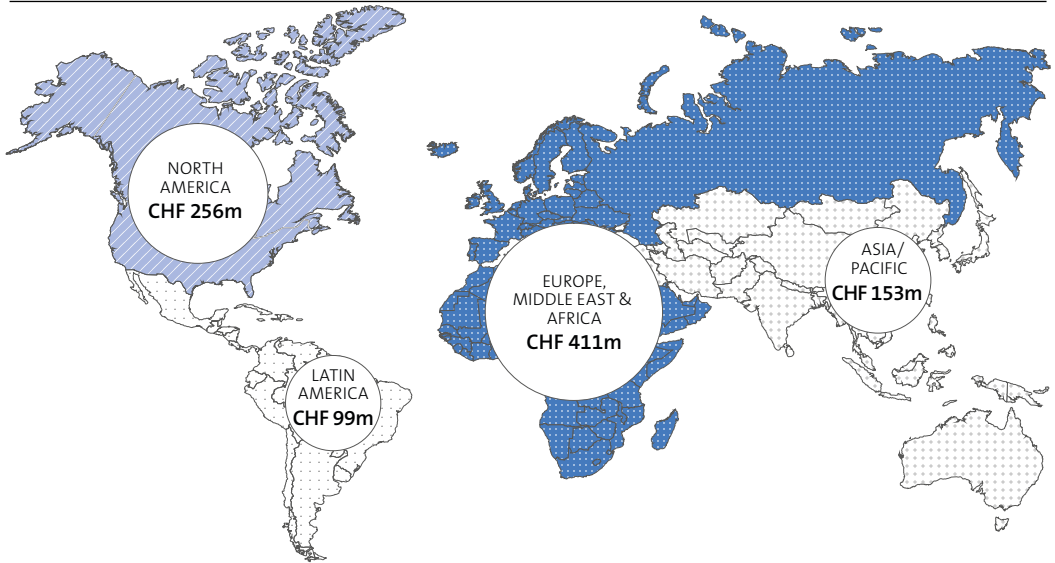 NORTH
AMERICA
CHF 256m
EUROPE,
MIDDLE EAST &
AFRICA
CHF 411m
ASIA/
PACIFIC
CHF 153m
LATIN
AMERICA
CHF 99m